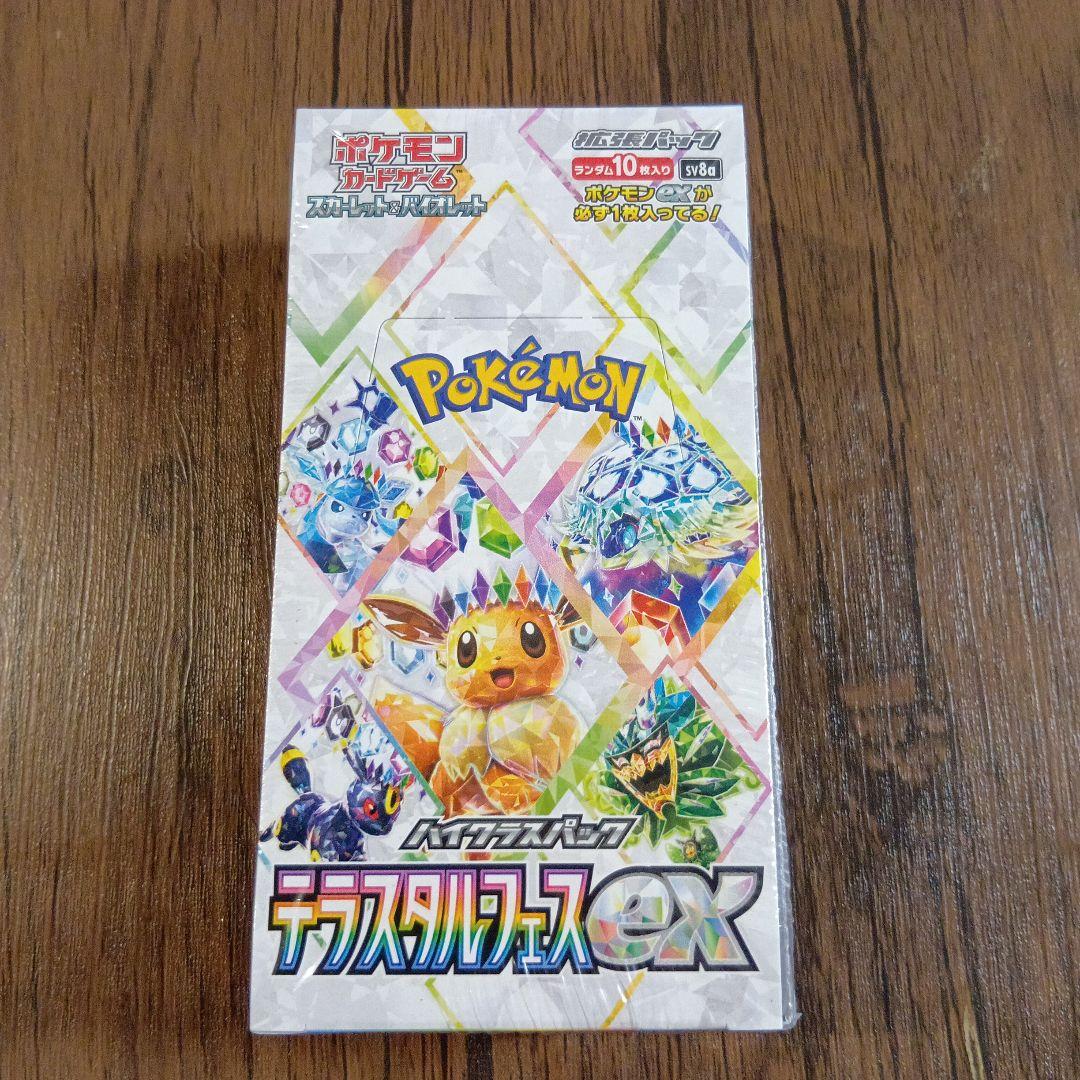 ポケモン
カードゲーム™
スカーレット&バイオレット
拡張パック
ランダム10枚入り sv8a
ポケモンexが
必ず1枚入ってる!
POKéMON™
ハイクラスパック
テラスタル・フェスex